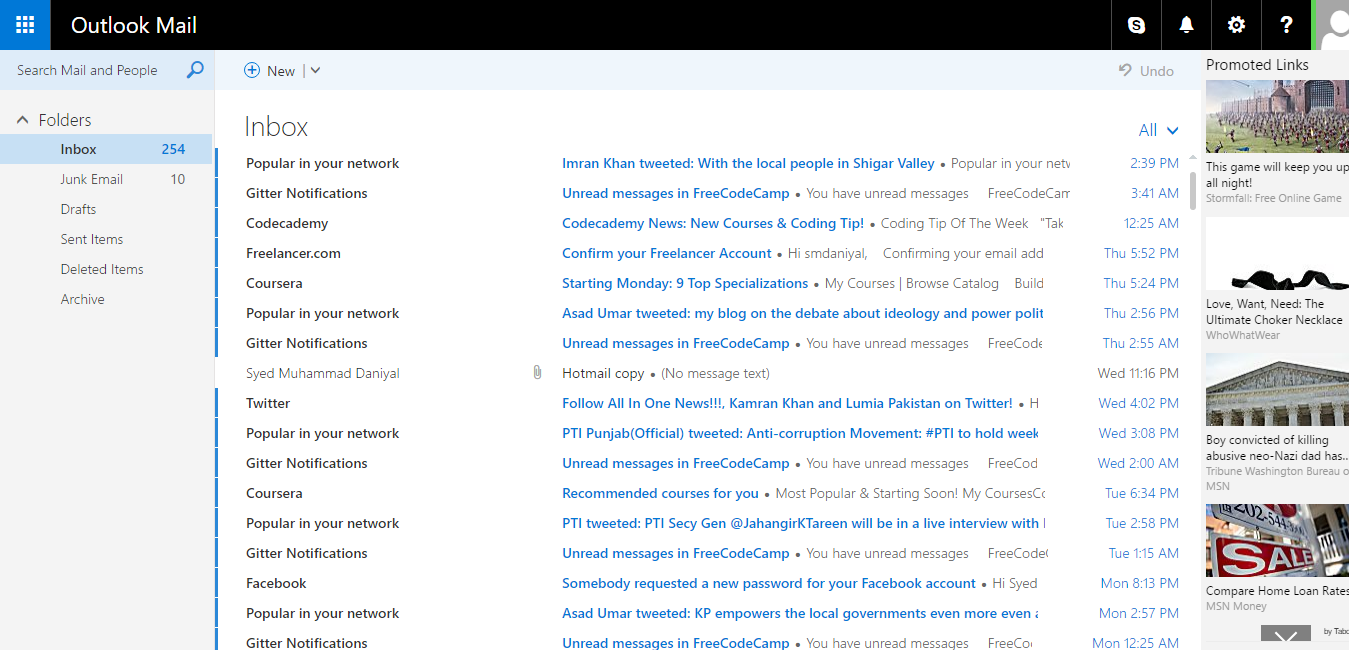 Outlook Mail
Search Mail and People
New
Undo
Folders
Inbox 254
Junk Email 10
Drafts
Sent Items
Deleted Items
Archive
Inbox
All
Popular in your network Imran Khan tweeted: With the local people in Shigar Valley • Popular in your netw 2:39 PM
Gitter Notifications Unread messages in FreeCodeCamp • You have unread messages FreeCodeCam 3:41 AM
Codecademy Codecademy News: New Courses & Coding Tip! • Coding Tip Of The Week "Tak 12:25 AM
Freelancer.com Confirm your Freelancer Account • Hi smdaniyal, Confirming your email add Thu 5:52 PM
Coursera Starting Monday: 9 Top Specializations • My Courses | Browse Catalog Build Thu 5:24 PM
Popular in your network Asad Umar tweeted: my blog on the debate about ideology and power polit Thu 2:56 PM
Gitter Notifications Unread messages in FreeCodeCamp • You have unread messages FreeCode Thu 2:55 AM
Syed Muhammad Daniyal Hotmail copy • (No message text) Wed 11:16 PM
Twitter Follow All In One News!!!, Kamran Khan and Lumia Pakistan on Twitter! • H Wed 4:02 PM
Popular in your network PTI Punjab(Official) tweeted: Anti-corruption Movement: #PTI to hold week Wed 3:08 PM
Gitter Notifications Unread messages in FreeCodeCamp • You have unread messages FreeCod Wed 2:00 AM
Coursera Recommended courses for you • Most Popular & Starting Soon! My CoursesCo Tue 6:34 PM
Popular in your network PTI tweeted: PTI Secy Gen @JahangirKTareen will be in a live interview with Tue 2:58 PM
Gitter Notifications Unread messages in FreeCodeCamp • You have unread messages FreeCode Tue 1:15 AM
Facebook Somebody requested a new password for your Facebook account • Hi Syed Mon 8:13 PM
Popular in your network Asad Umar tweeted: KP empowers the local governments even more even a Mon 2:57 PM
Gitter Notifications Unread messages in FreeCodeCamp • You have unread messages FreeCo Mon 12:25 AM
Promoted Links
This game will keep you up
all night!
Stormfall: Free Online Game
Love, Want, Need: The
Ultimate Choker Necklace
WhoWhatWear
Boy convicted of killing
abusive neo-Nazi dad has..
Tribune Washington Bureau o
MSN
202-544-
SALE
Compare Home Loan Rates
MSN Money
by Tabo